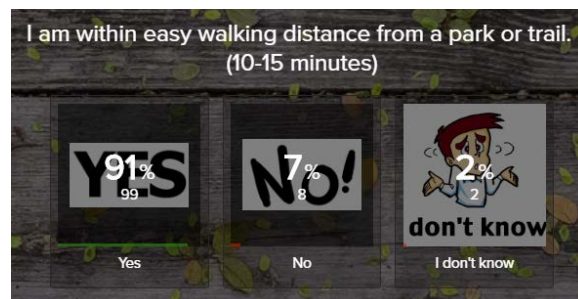 I am within easy walking distance from a park or trail.
(10-15 minutes)
YES
91%
99
Yes
No!
7%
8
No
2%
2
don't know
I don't know